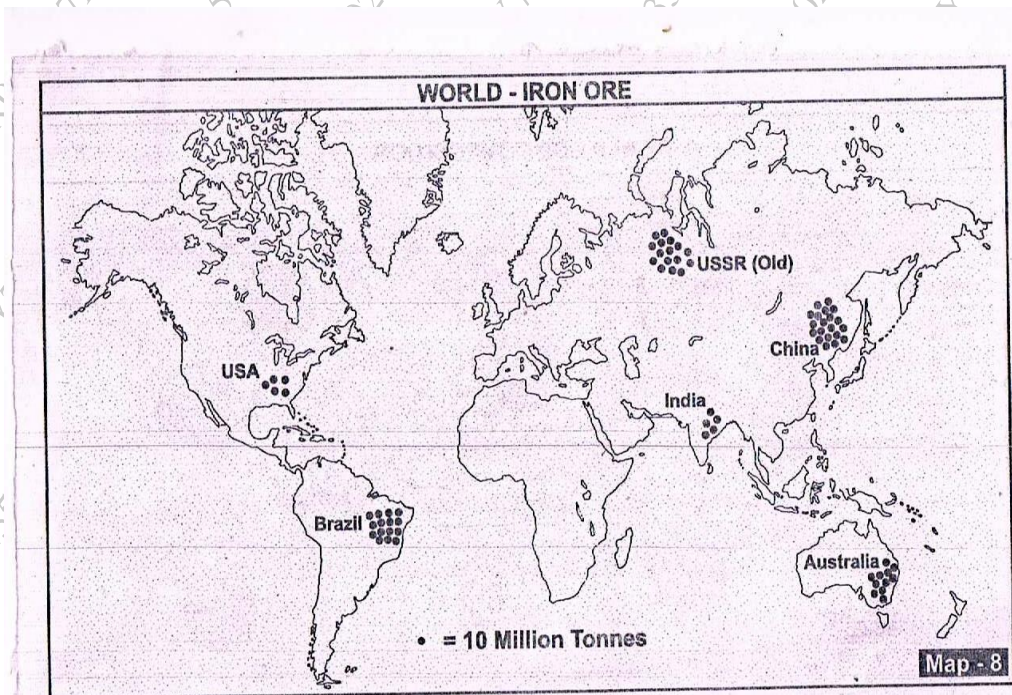 WORLD - IRON ORE
USSR (Old)
China
USA
India
Brazil
Australia
• = 10 Million Tonnes
Map - 8